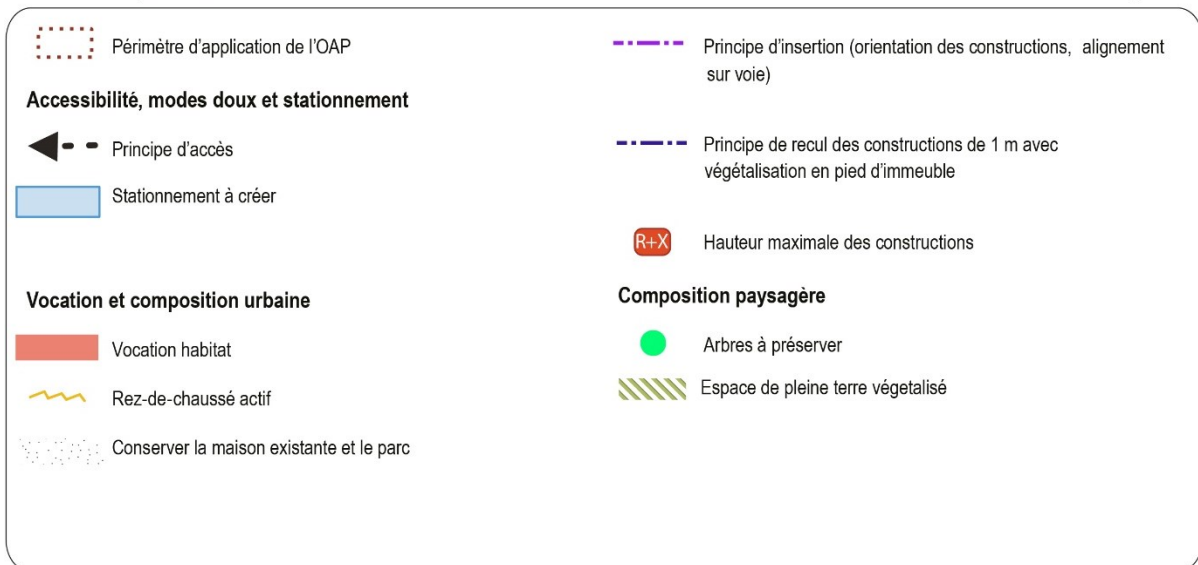 Périmètre d'application de l'OAP
Accessibilité, modes doux et stationnement
Principe d'accès
Stationnement à créer
Vocation et composition urbaine
Vocation habitat
Rez-de-chaussé actif
Conserver la maison existante et le parc
Principe d'insertion (orientation des constructions, alignement
sur voie)
Principe de recul des constructions de 1 m avec
végétalisation en pied d'immeuble
R+X Hauteur maximale des constructions
Composition paysagère
Arbres à préserver
Espace de pleine terre végetalisé